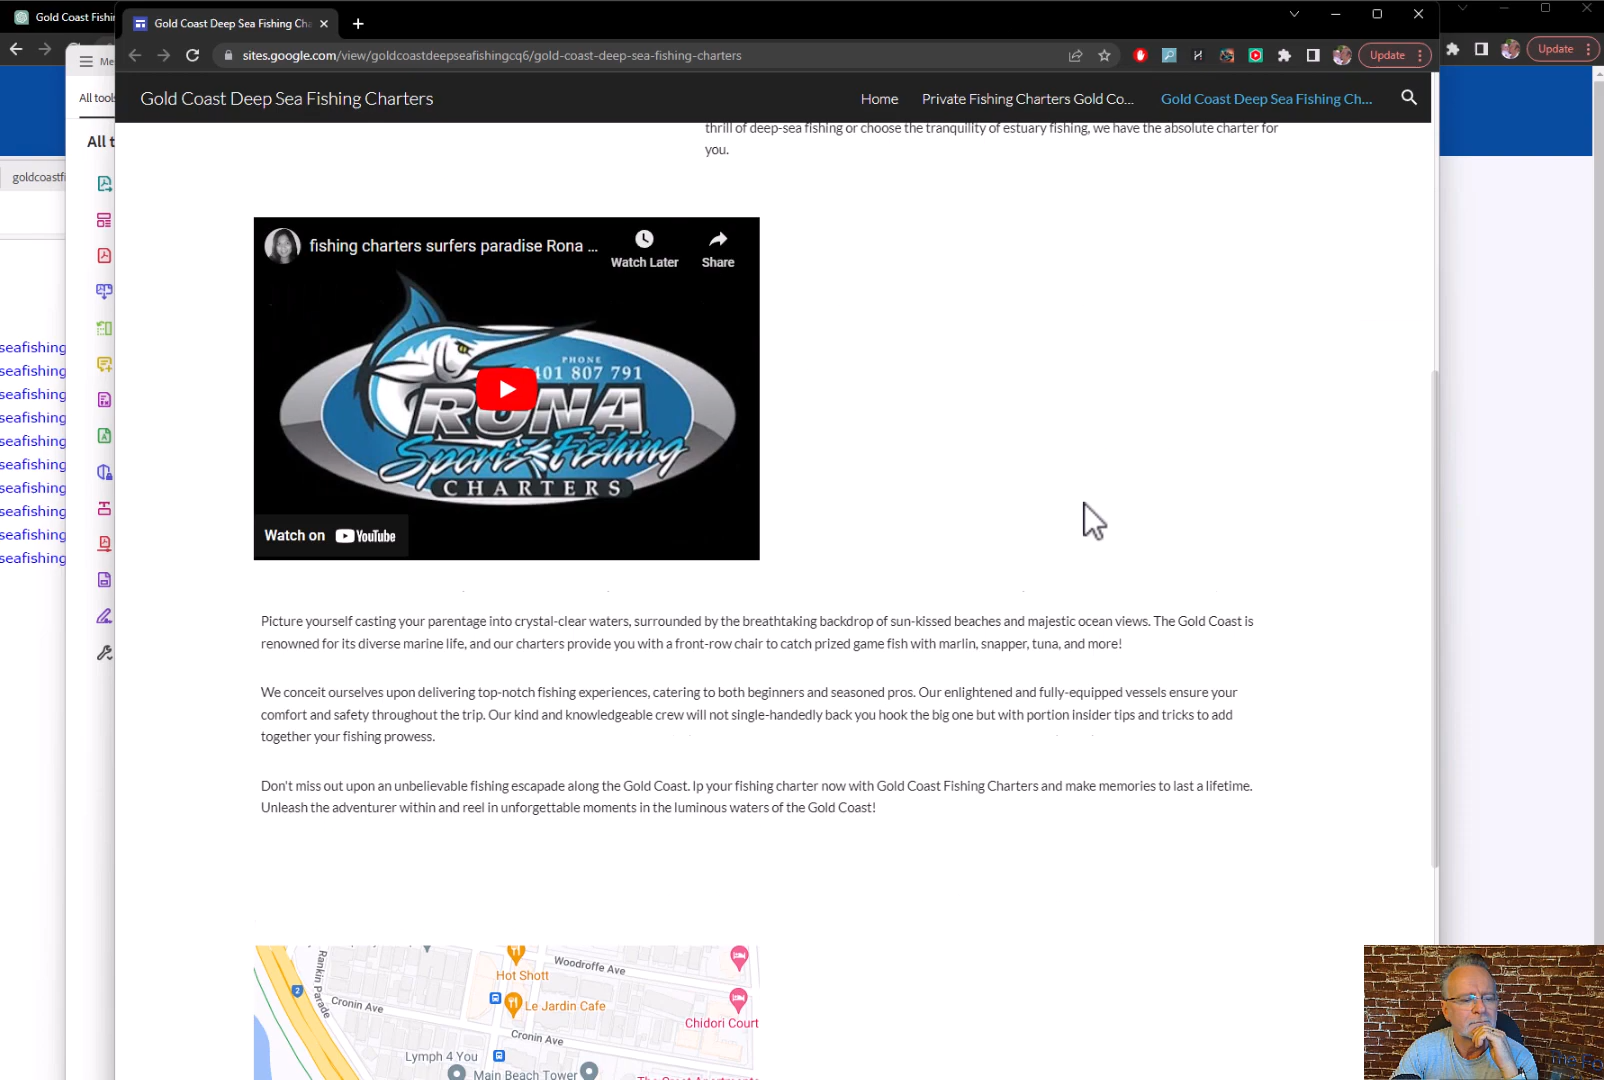 Gold Coast Fishi
Gold Coast Deep Sea Fishing Cha
Update
Me
sites.google.com/view/goldcoastdeepseafishingcq6/gold-coast-deep-sea-fishing-charters
Update
All tools
Gold Coast Deep Sea Fishing Charters
Home
Private Fishing Charters Gold Co...
Gold Coast Deep Sea Fishing Ch...
All t
thrill of deep-sea fishing or choose the tranquility of estuary fishing, we have the absolute charter for
you.
goldcoastfi
fishing charters surfers paradise Rona ...
Watch Later
Share
PHONE
0401 807 791
RONA
Sports Fishing
CHARTERS
Watch on YouTube
seafishing
seafishing
seafishing
seafishing
seafishing
seafishing
seafishing
seafishing
seafishing
seafishing
Picture yourself casting your parentage into crystal-clear waters, surrounded by the breathtaking backdrop of sun-kissed beaches and majestic ocean views. The Gold Coast is
renowned for its diverse marine life, and our charters provide you with a front-row chair to catch prized game fish with marlin, snapper, tuna, and more!
We conceit ourselves upon delivering top-notch fishing experiences, catering to both beginners and seasoned pros. Our enlightened and fully-equipped vessels ensure your
comfort and safety throughout the trip. Our kind and knowledgeable crew will not single-handedly back you hook the big one but with portion insider tips and tricks to add
together your fishing prowess.
Don't miss out upon an unbelievable fishing escapade along the Gold Coast. Ip your fishing charter now with Gold Coast Fishing Charters and make memories to last a lifetime.
Unleash the adventurer within and reel in unforgettable moments in the luminous waters of the Gold Coast!
Rankin Parade
Hot Shott
Woodroffe Ave
2
Cronin Ave
Le Jardin Cafe
Chidori Court
Cronin Ave
Lymph 4 You
Main Beach Tower